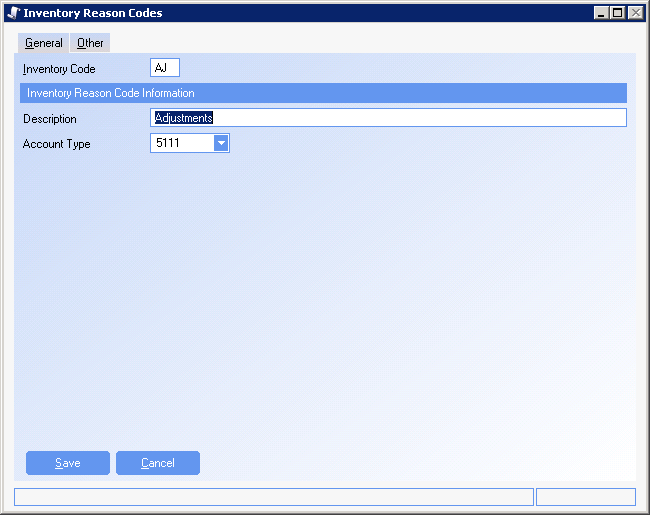 Inventory Reason Codes
General Other
Inventory Code AJ
Inventory Reason Code Information
Description Adjustments
Account Type 5111
Save Cancel